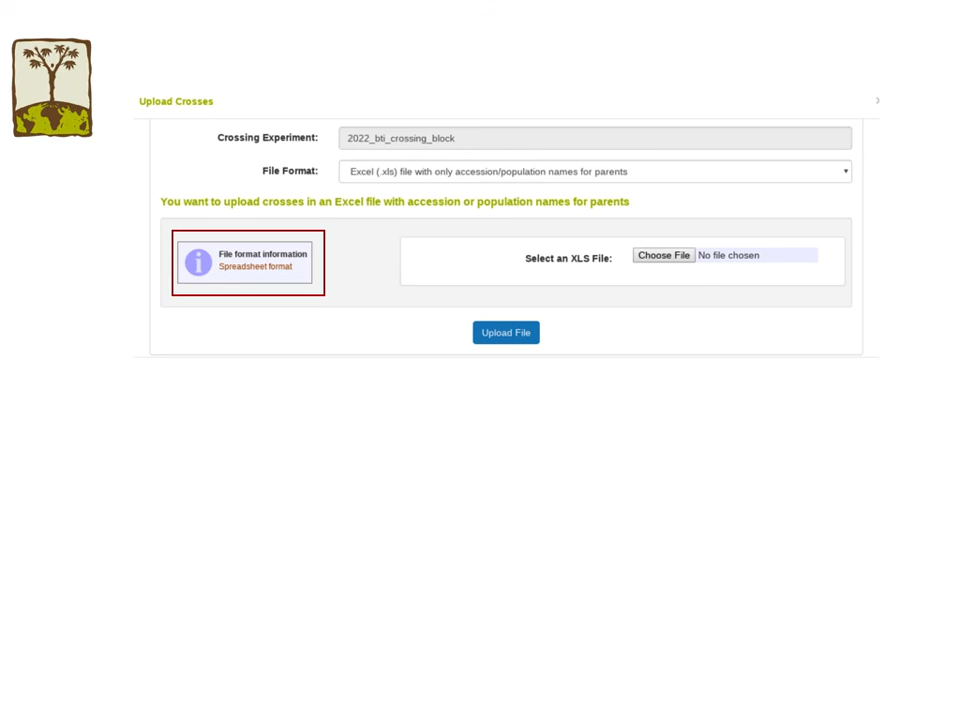 Upload Crosses
Crossing Experiment: 2022_bti_crossing_block
File Format: Excel (.xls) file with only accession/population names for parents
You want to upload crosses in an Excel file with accession or population names for parents
File format information
Spreadsheet format
Select an XLS File: Choose File No file chosen
Upload File